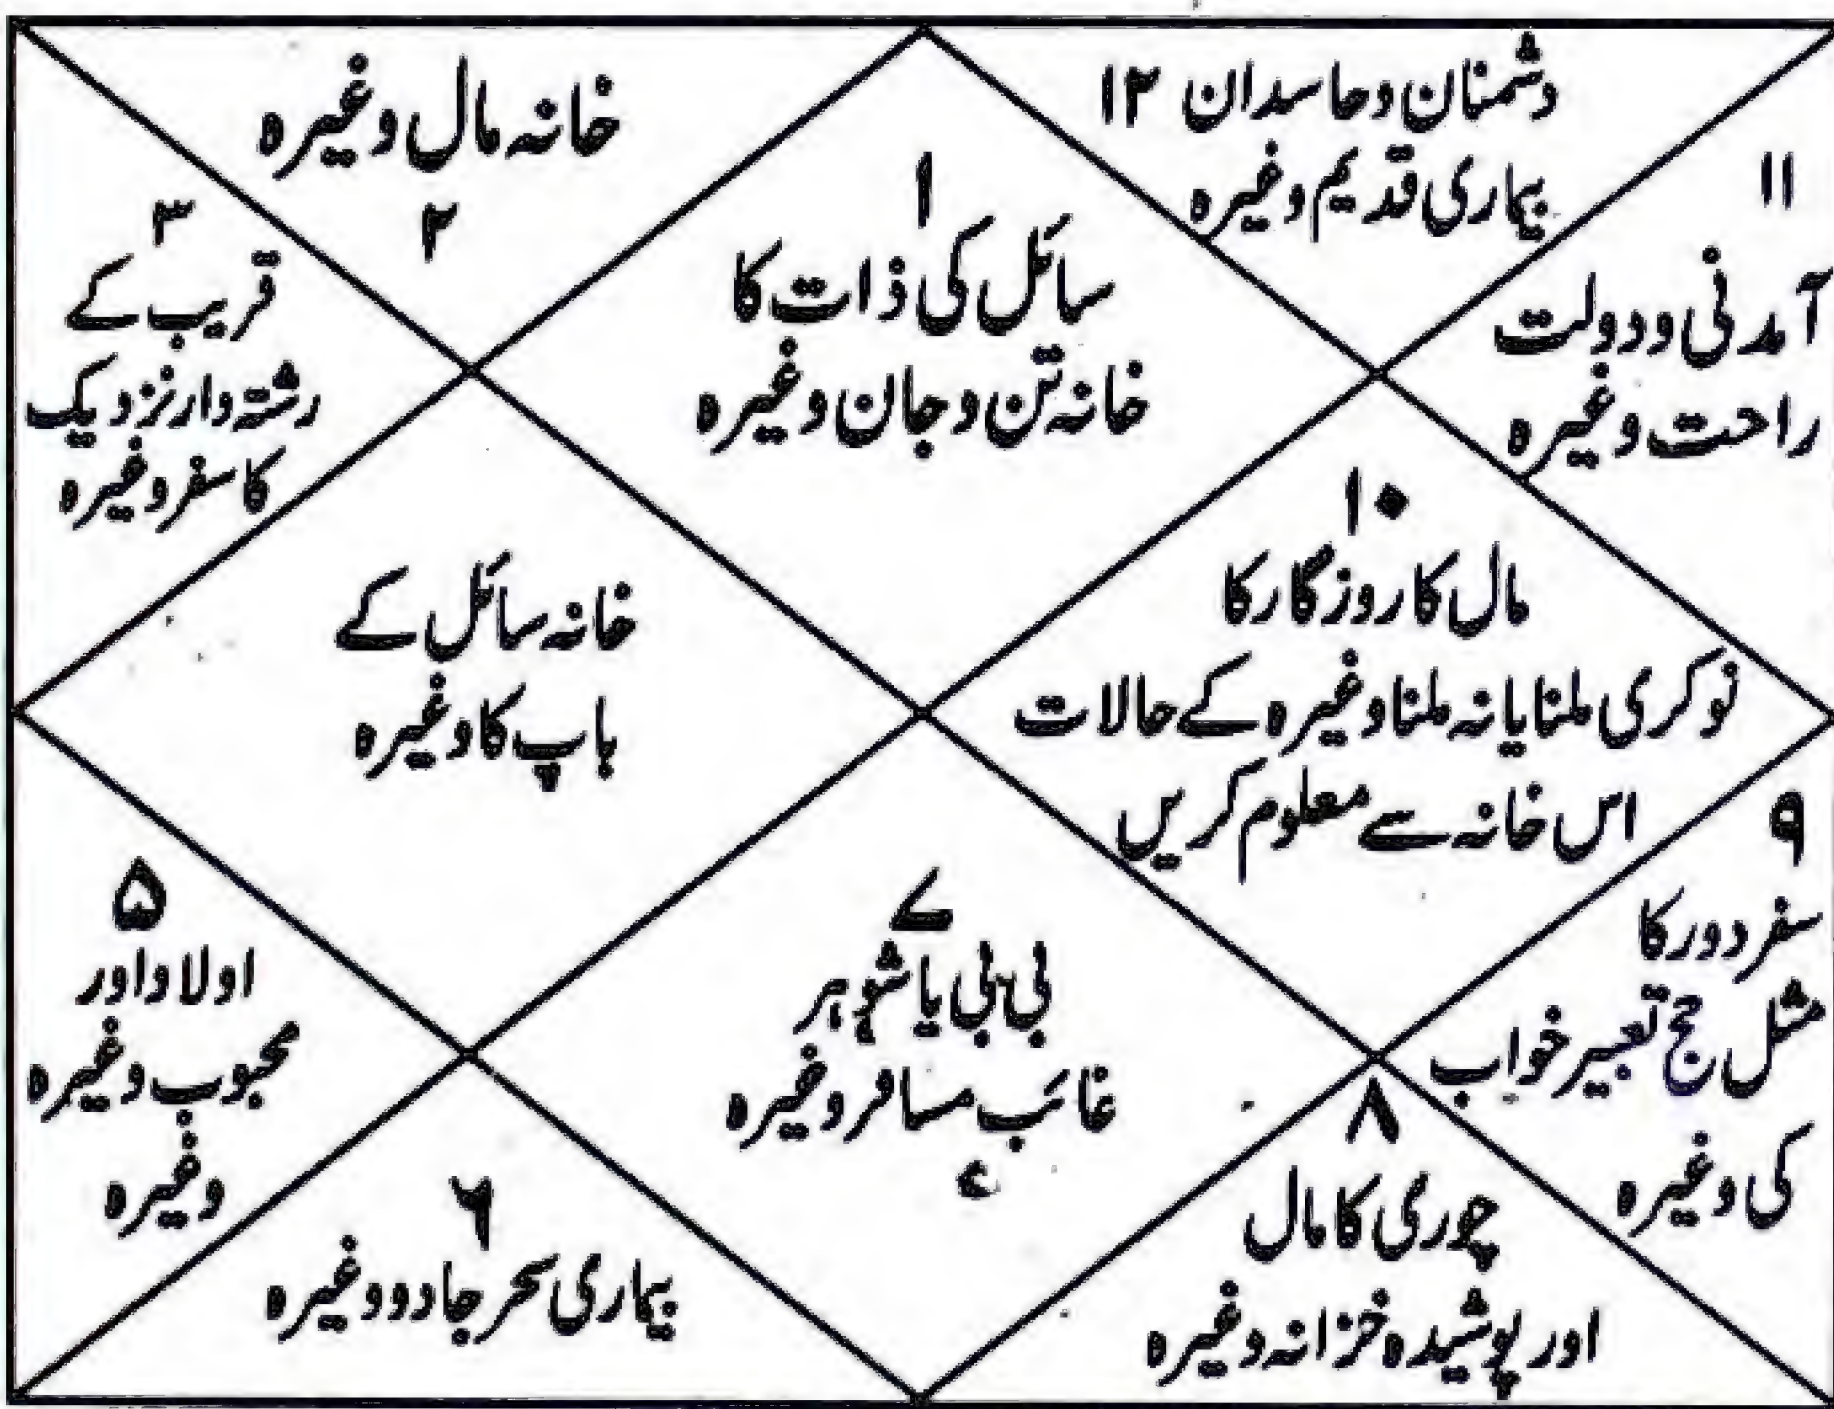 خانہ مال وغیرہ
۲
دشمنان وحاسدان ۱۲
بیماری قدیم وغیرہ
۱
سائل کی ذات کا
خانہ تن وجان وغیرہ
۱۱
آمدنی ودولت
راحت وغیرہ
۳
قریب کے
رشتہ دار نزدیک
کا سفر وغیرہ
۱۰
مال کا روزگار کا
نوکری ملنا یا نہ ملنا وغیرہ کے حالات
اس خانہ سے معلوم کریں
خانہ سائل کے
باپ کا وغیرہ
۹
سفر دور کا
مثل حج تعبیر خواب
کی وغیرہ
۵
اولاد اور
محبوب وغیرہ
وغیرہ
۷
بی بی یا شوہر
غائب مسافر وغیرہ
۶
بیماری سحر جادو وغیرہ
۸
چوری کا مال
اور پوشیدہ خزانہ وغیرہ